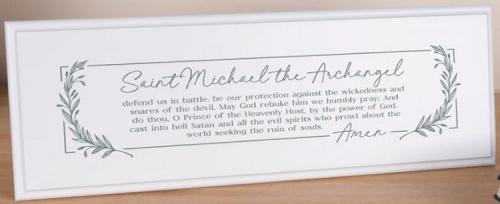 Saint Michael the Archangel
defend us in battle, be our protection against the wickedness and
snares of the devil. May God rebuke him we humbly pray; And
do thou, O Prince of the Heavenly Host, by the power of God,
cast into hell Satan and all the evil spirits who prowl about the
world seeking the ruin of souls.
Amen